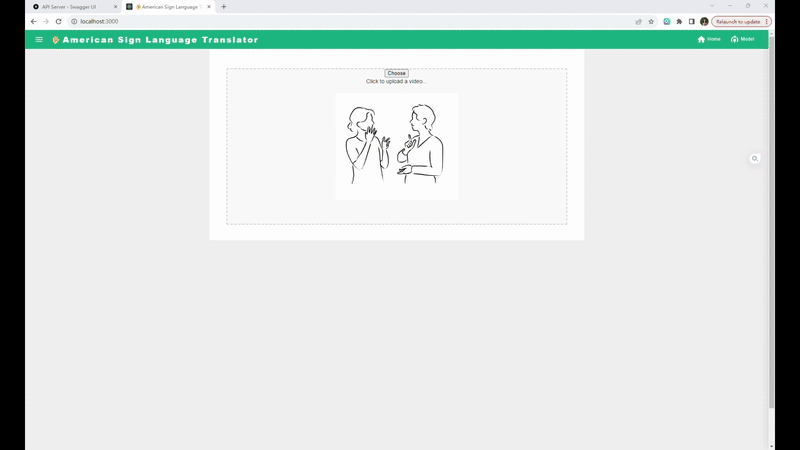 API Server - Swagger UI
American Sign Language T
localhost:3000
Relaunch to update
American Sign Language Translator
Home
Model
Choose
Click to upload a video...